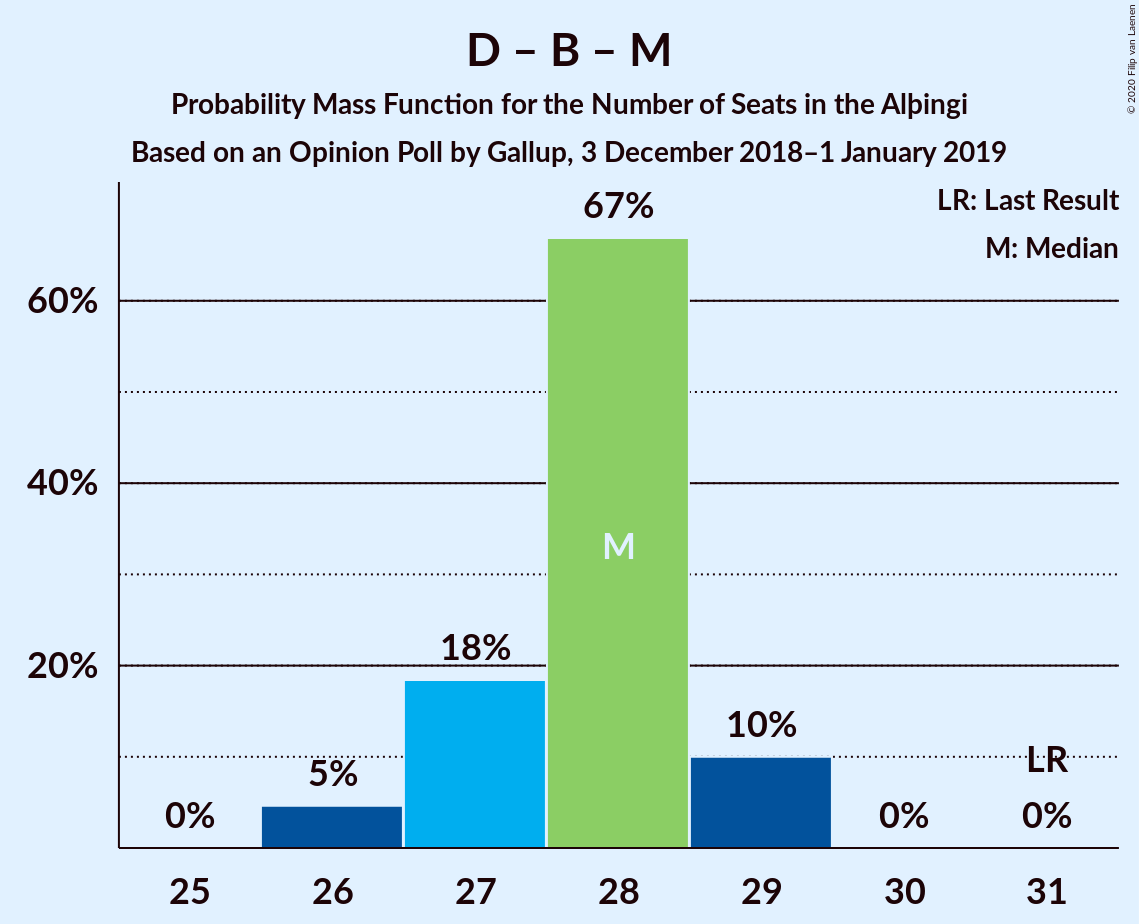 D – B – M
Probability Mass Function for the Number of Seats in the Alþingi
Based on an Opinion Poll by Gallup, 3 December 2018–1 January 2019
© 2020 Filip van Laenen
LR: Last Result
M: Median
67%
60%
40%
M
20%
18%
10%
LR
5%
0%
0%
0%
25 26 27 28 29 30 31